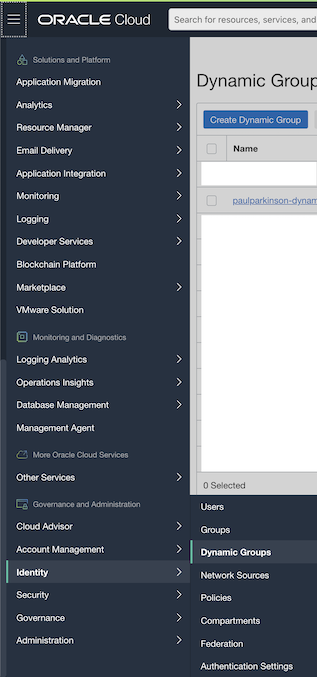 ORACLE Cloud
Search for resources, services, and
Solutions and Platform
Application Migration
Analytics
Resource Manager
Email Delivery
Application Integration
Monitoring
Logging
Developer Services
Blockchain Platform
Marketplace
VMware Solution
Monitoring and Diagnostics
Logging Analytics
Operations Insights
Database Management
Management Agent
More Oracle Cloud Services
Other Services
Governance and Administration
Cloud Advisor
Account Management
Identity
Security
Governance
Administration
Dynamic Group
Create Dynamic Group
Name
paulparkinson-dynam
0 Selected
Users
Groups
Dynamic Groups
Network Sources
Policies
Compartments
Federation
Authentication Settings